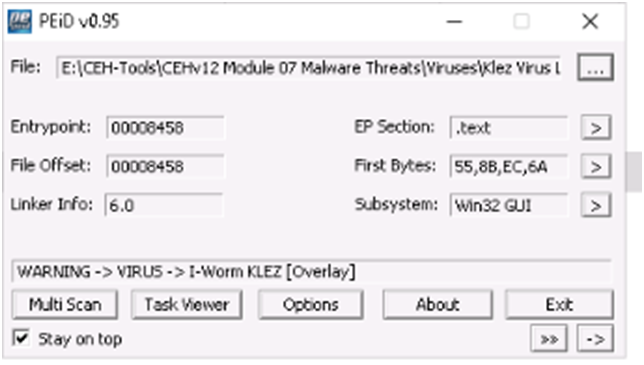 PEiD v0.95
File: E:\CEH-Tools\CEHv12 Module 07 Malware Threats\Viruses\Klez Virus L ...
Entrypoint: 00008458 EP Section: .text >
File Offset: 00008458 First Bytes: 55,8B,EC,6A >
Linker Info: 6.0 Subsystem: Win32 GUI >
WARNING -> VIRUS -> I-Worm KLEZ [Overlay]
Multi Scan Task Viewer Options About Exit
Stay on top >> ->